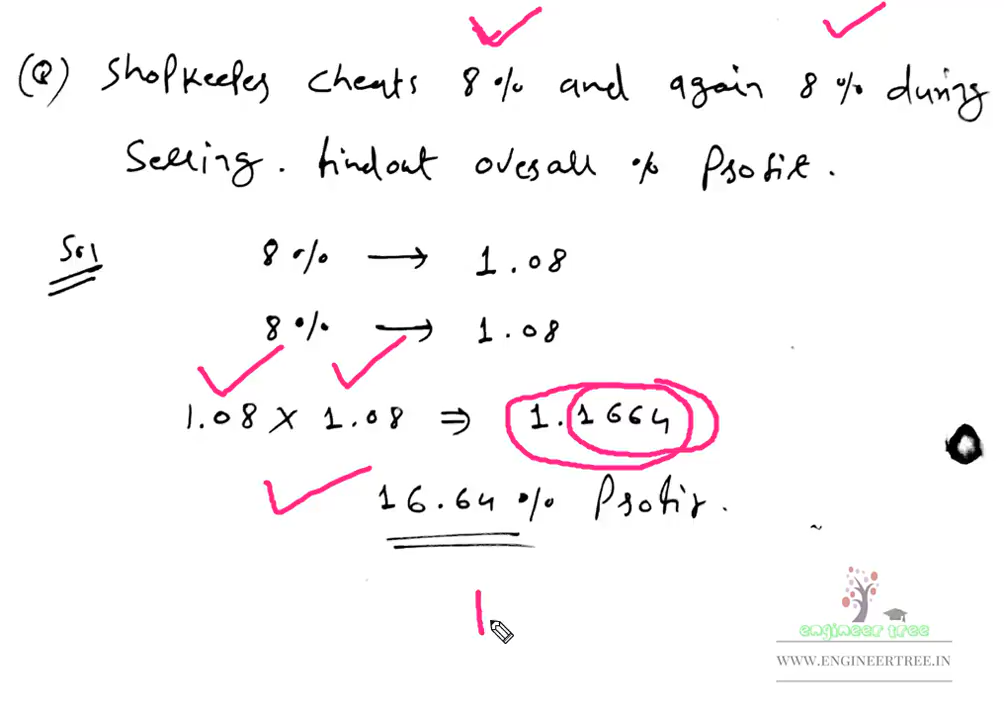 (Q) Shopkeeper cheats 8% and again 8% during
Selling. findout overall % Profit.
Sol
8% → 1.08
8% → 1.08
1.08 × 1.08 ⇒ 1.1664
16.64% Profit.
engineer tree
WWW.ENGINEERTREE.IN